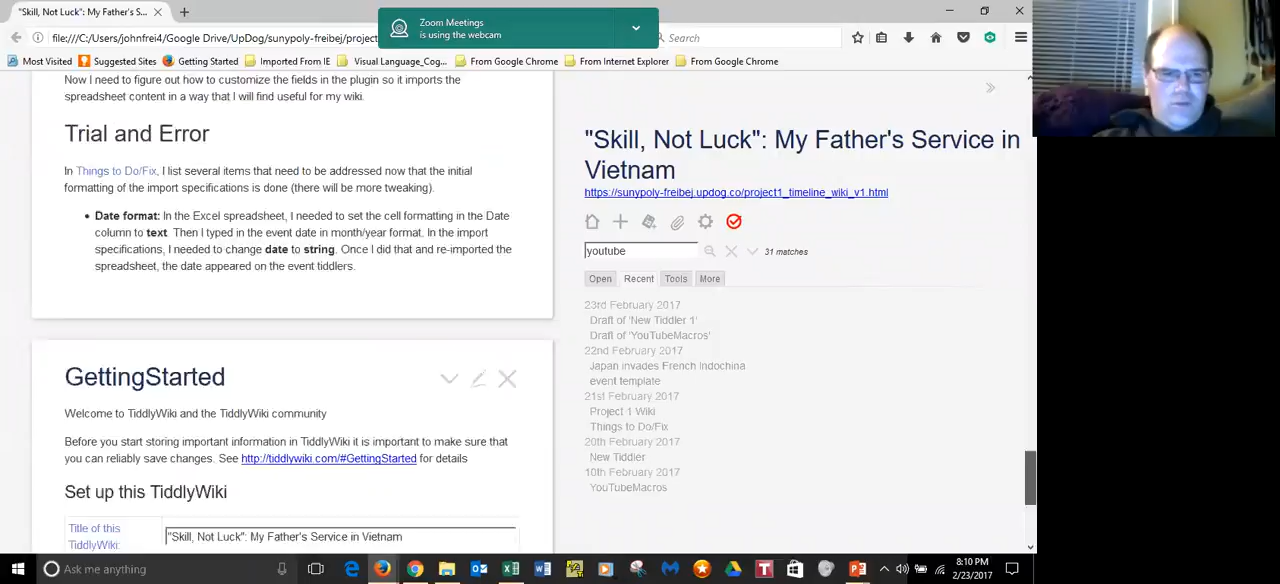 "Skill, Not Luck": My Father's S...
Zoom Meetings
is using the webcam
file:///C:/Users/johnfrei4/Google Drive/UpDog/sunypoly-freibej/project
Search
Most Visited
Suggested Sites
Getting Started
Imported From IE
Visual_Language_Cog...
From Google Chrome
From Internet Explorer
From Google Chrome
Now I need to figure out how to customize the fields in the plugin so it imports the
spreadsheet content in a way that I will find useful for my wiki.
Trial and Error
In Things to Do/Fix, I list several items that need to be addressed now that the initial
formatting of the import specifications is done (there will be more tweaking).
• Date format: In the Excel spreadsheet, I needed to set the cell formatting in the Date
column to text. Then I typed in the event date in month/year format. In the import
specifications, I needed to change date to string. Once I did that and re-imported the
spreadsheet, the date appeared on the event tiddlers.
GettingStarted
Welcome to TiddlyWiki and the TiddlyWiki community
Before you start storing important information in TiddlyWiki it is important to make sure that
you can reliably save changes. See http://tiddlywiki.com/#GettingStarted for details
Set up this TiddlyWiki
Title of this
TiddlyWiki:
"Skill, Not Luck": My Father's Service in Vietnam
"Skill, Not Luck": My Father's Service in
Vietnam
https://sunypoly-freibej.updog.co/project1_timeline_wiki_v1.html
youtube
31 matches
Open
Recent
Tools
More
23rd February 2017
Draft of 'New Tiddler 1'
Draft of 'YouTubeMacros'
22nd February 2017
Japan invades French Indochina
event template
21st February 2017
Project 1 Wiki
Things to Do/Fix
20th February 2017
New Tiddler
10th February 2017
YouTubeMacros
Ask me anything
8:10 PM
2/23/2017